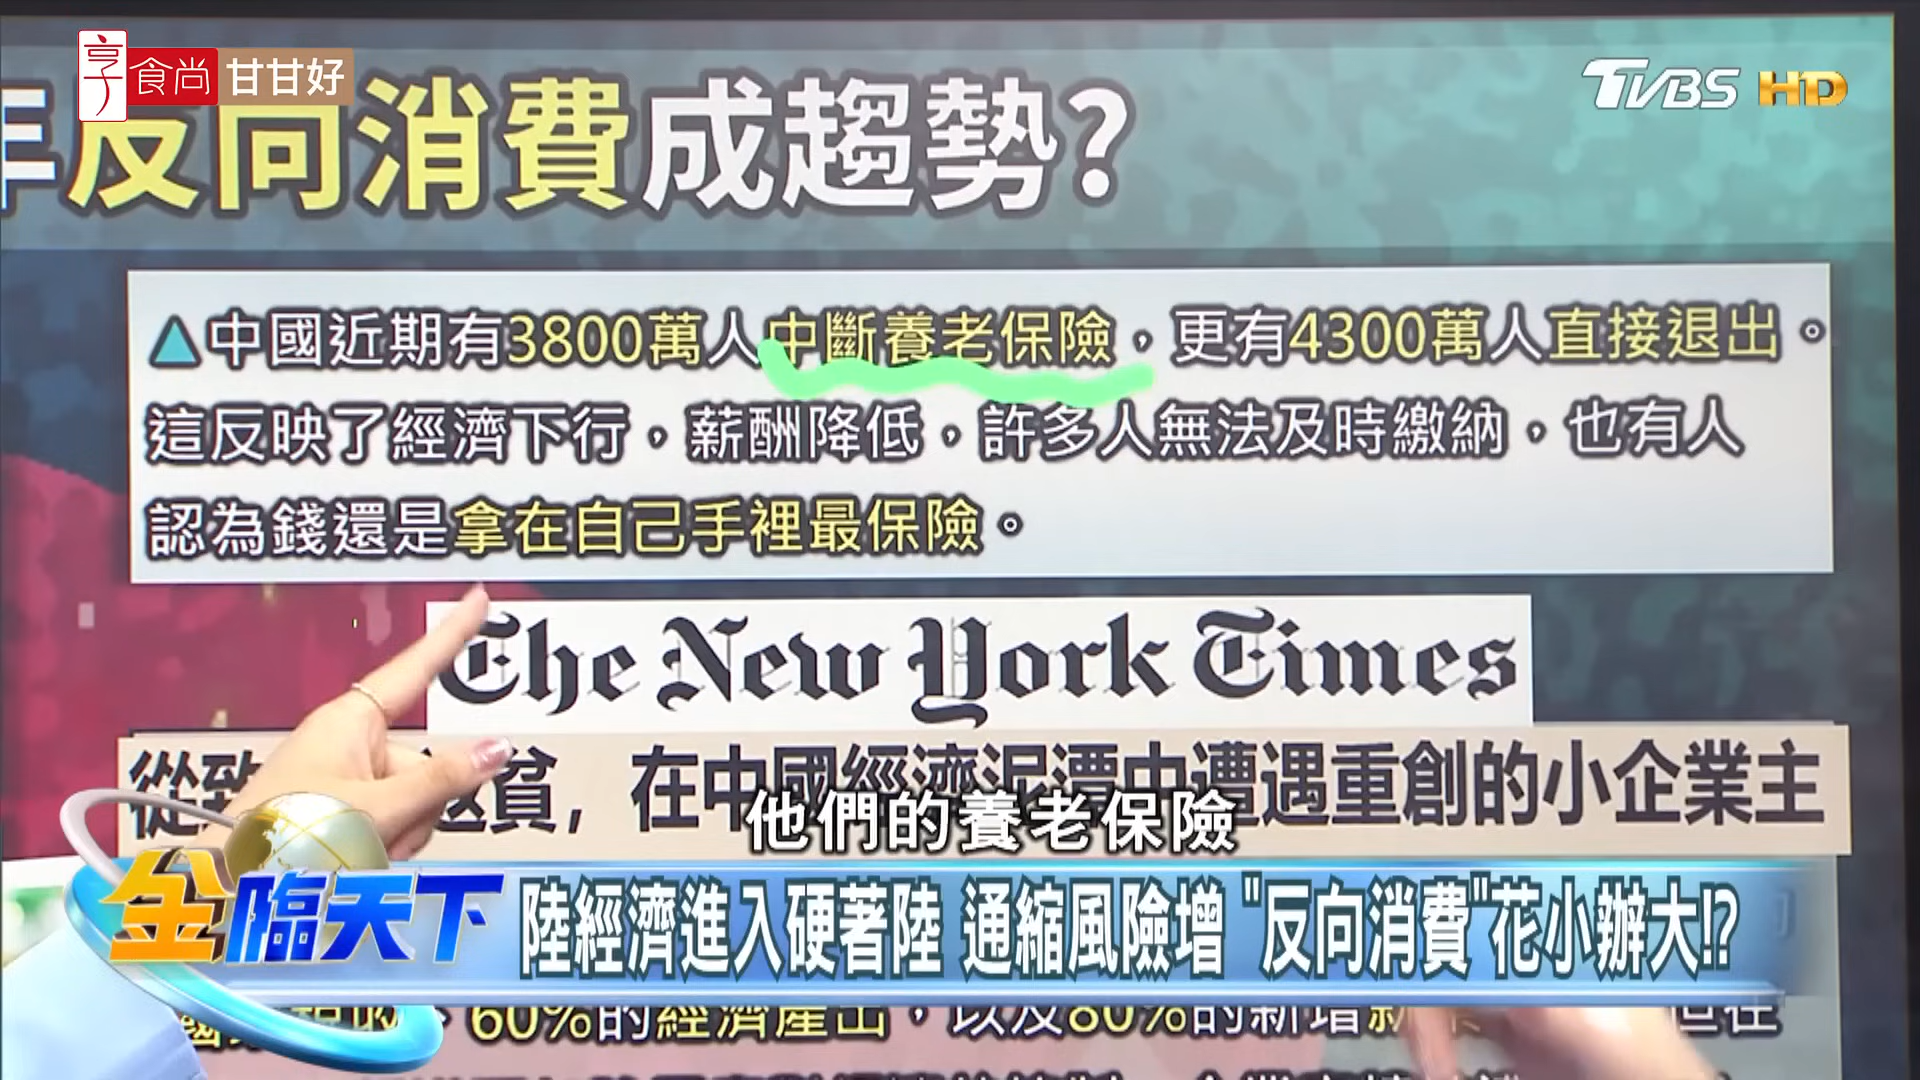 享食尚 甘甘好
TVBS HD
年反向消費成趨勢?
▲中國近期有3800萬人中斷養老保險，更有4300萬人直接退出。
這反映了經濟下行，薪酬降低，許多人無法及時繳納，也有人
認為錢還是拿在自己手裡最保險。
The New York Times
從致 返貧，在中國經濟泥潭中遭遇重創的小企業主
他們的養老保險
金臨天下
陸經濟進入硬著陸 通縮風險增 "反向消費"花小辦大!?
60%的經濟產出，以及80%的新增